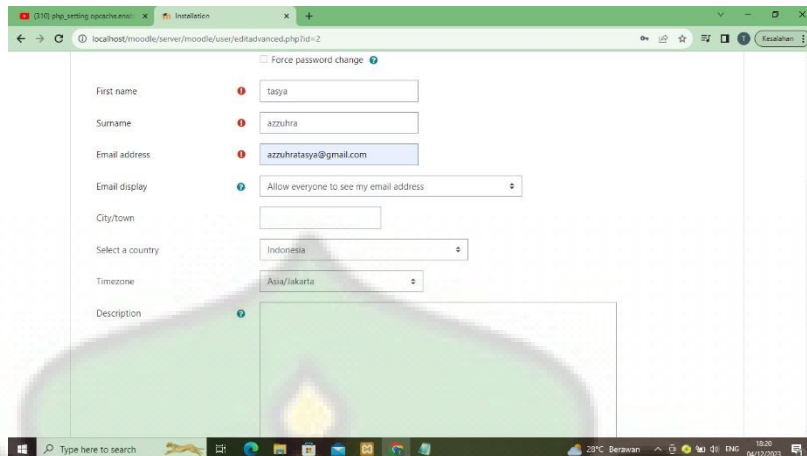 (310) php_setting opcache.enabl
Installation
localhost/moodle/server/moodle/user/editadvanced.php?id=2
Kesalahan
Force password change
First name
tasya
Surname
azzuhra
Email address
azzuhratasya@gmail.com
Email display
Allow everyone to see my email address
City/town
Select a country
Indonesia
Timezone
Asia/Jakarta
Description
Type here to search
28°C Berawan
ENG
18:20
04/12/2023